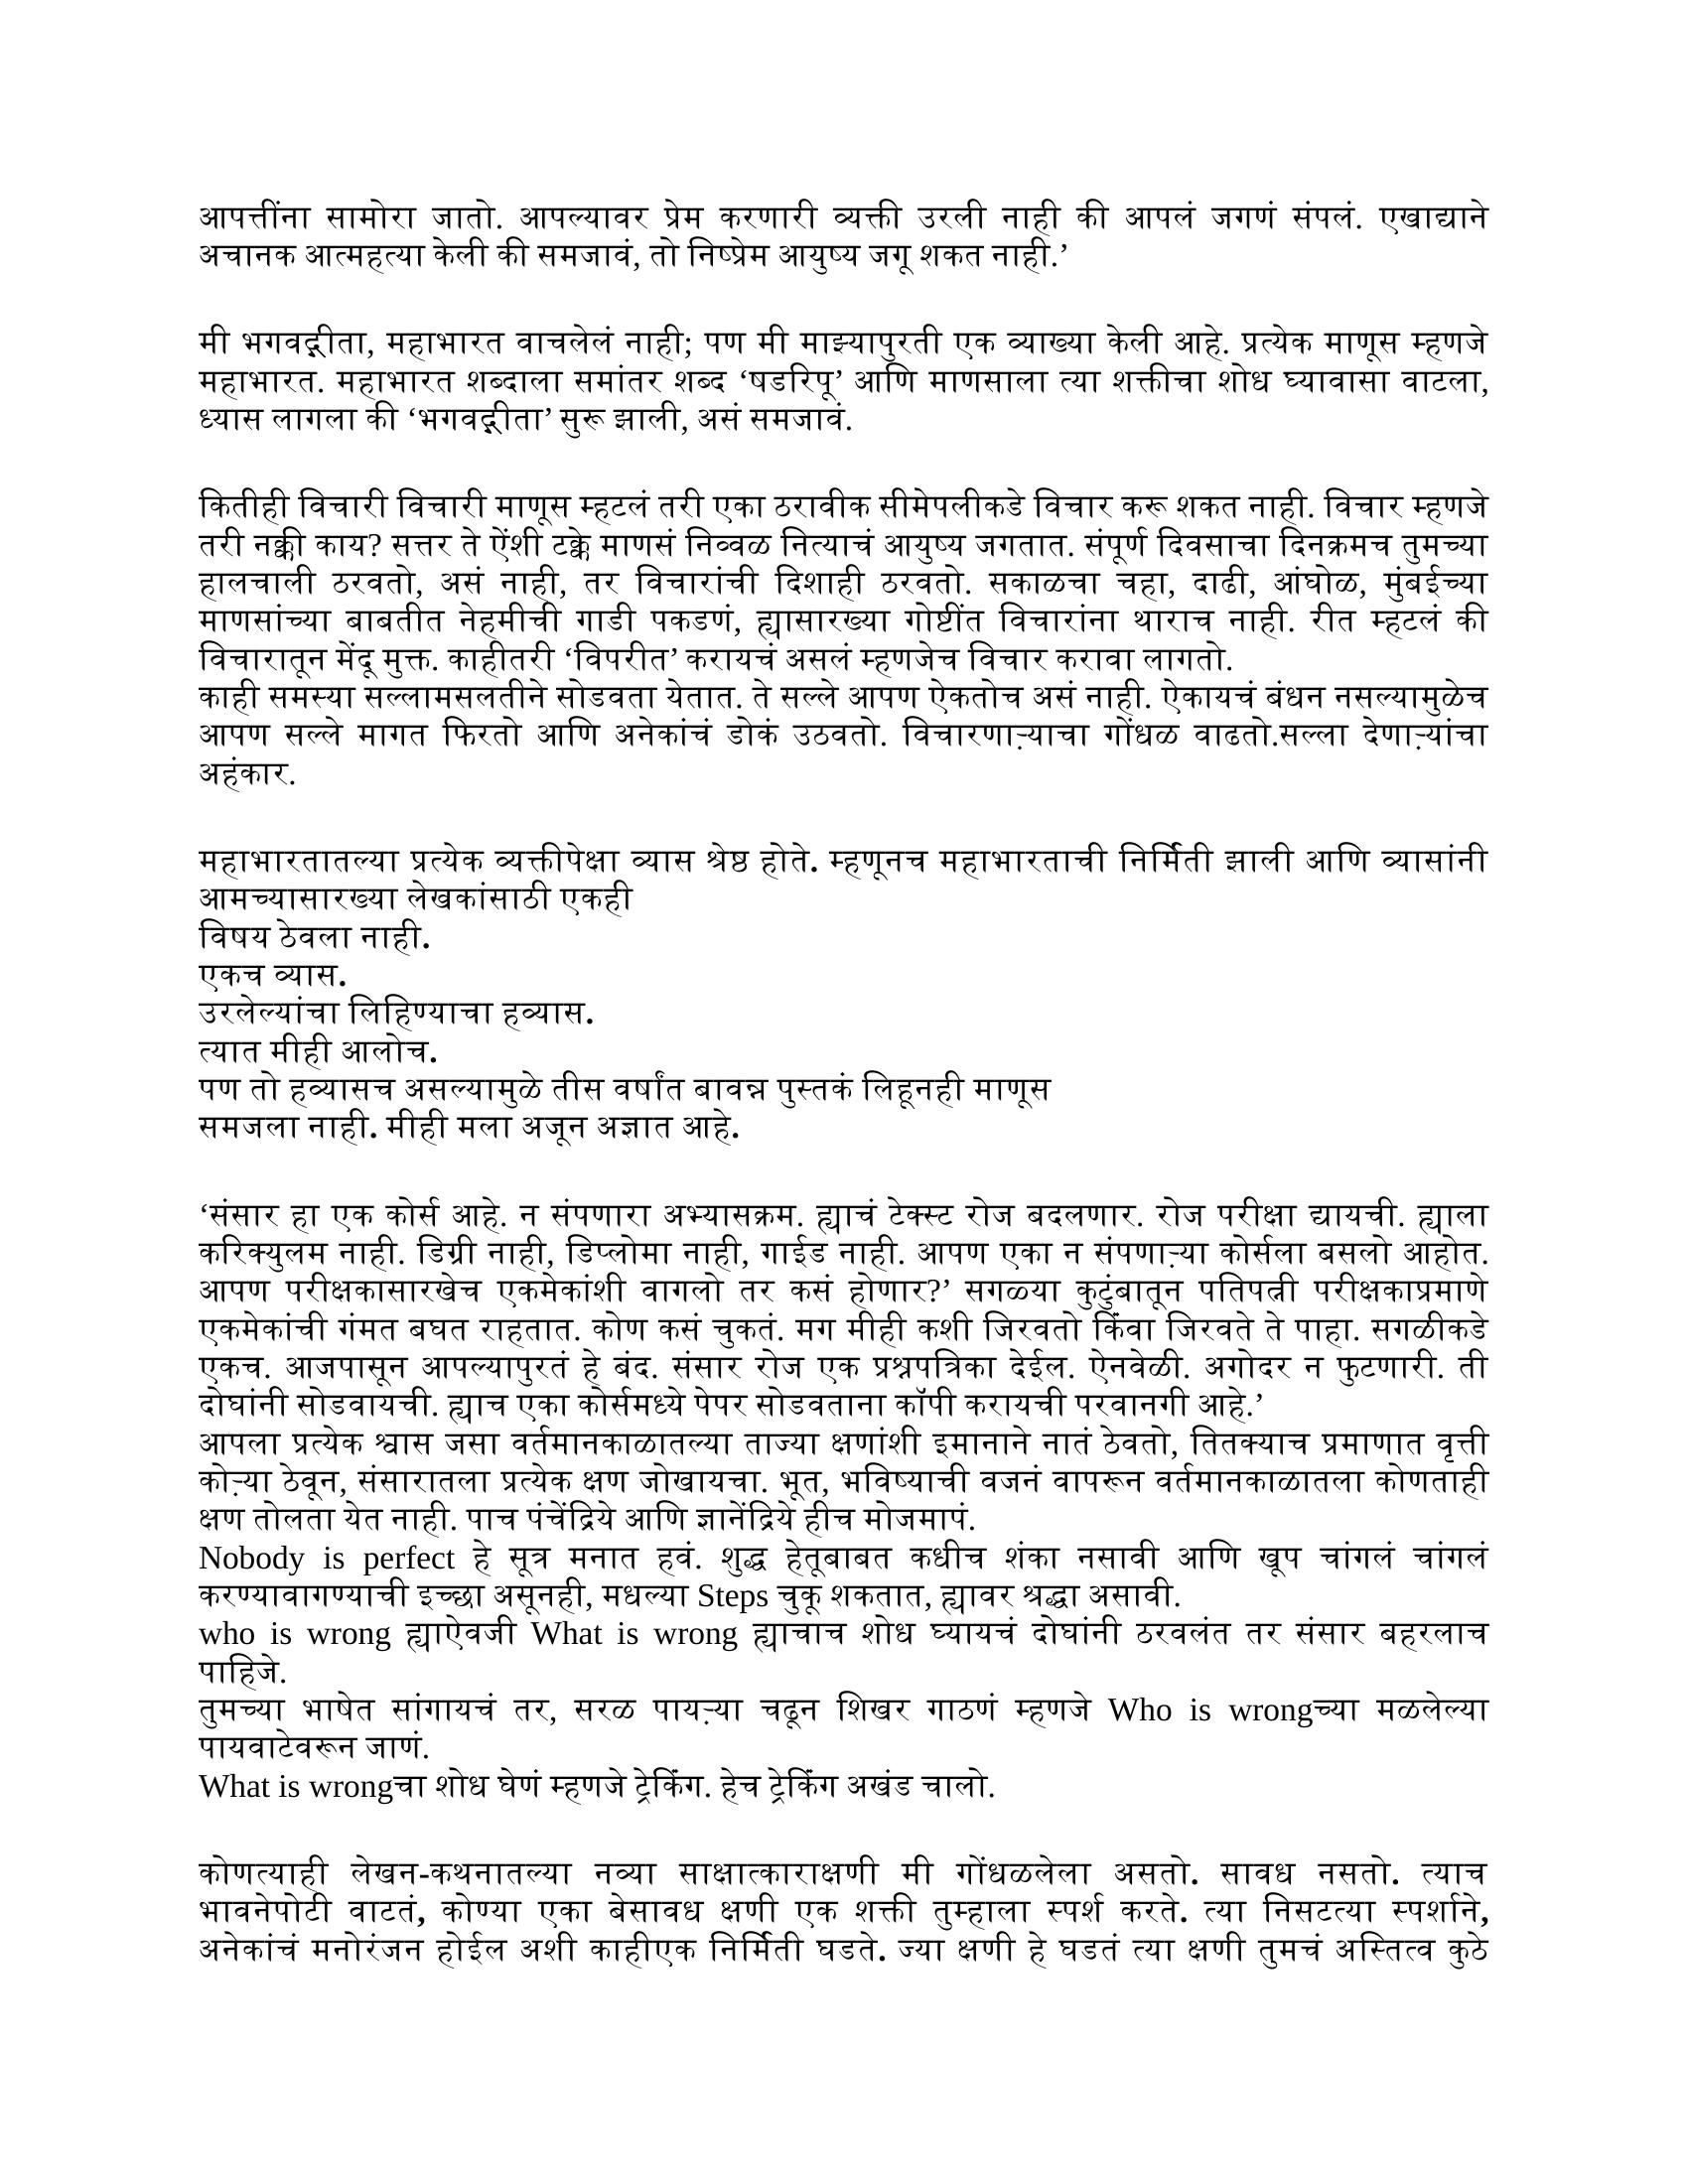 आपत्तींना सामोरा जातो. आपल्यावर प्रेम करणारी व्यक्ती उरली नाही की आपलं जगणं संपलं. एखाद्याने
अचानक आत्महत्या केली की समजावं, तो निष्प्रेम आयुष्य जगू शकत नाही.’
मी भगवद्गीता, महाभारत वाचलेलं नाही; पण मी माझ्यापुरती एक व्याख्या केली आहे. प्रत्येक माणूस म्हणजे
महाभारत. महाभारत शब्दाला समांतर शब्द ‘षडरिपू’ आणि माणसाला त्या शक्तीचा शोध घ्यावासा वाटला,
ध्यास लागला की ‘भगवद्गीता’ सुरू झाली, असं समजावं.
कितीही विचारी विचारी माणूस म्हटलं तरी एका ठरावीक सीमेपलीकडे विचार करू शकत नाही. विचार म्हणजे
तरी नक्की काय? सत्तर ते ऐंशी टक्के माणसं निव्वळ नित्याचं आयुष्य जगतात. संपूर्ण दिवसाचा दिनक्रमच तुमच्या
हालचाली ठरवतो, असं नाही, तर विचारांची दिशाही ठरवतो. सकाळचा चहा, दाढी, आंघोळ, मुंबईच्या
माणसांच्या बाबतीत नेहमीची गाडी पकडणं, ह्यासारख्या गोष्टींत विचारांना थाराच नाही. रीत म्हटलं की
विचारातून मेंदू मुक्त. काहीतरी ‘विपरीत’ करायचं असलं म्हणजेच विचार करावा लागतो.
काही समस्या सल्लामसलतीने सोडवता येतात. ते सल्ले आपण ऐकतोच असं नाही. ऐकायचं बंधन नसल्यामुळेच
आपण सल्ले मागत फिरतो आणि अनेकांचं डोकं उठवतो. विचारणाऱ्याचा गोंधळ वाढतो.सल्ला देणाऱ्यांचा
अहंकार.
महाभारतातल्या प्रत्येक व्यक्तीपेक्षा व्यास श्रेष्ठ होते. म्हणूनच महाभारताची निर्मिती झाली आणि व्यासांनी
आमच्यासारख्या लेखकांसाठी एकही
विषय ठेवला नाही.
एकच व्यास.
उरलेल्यांचा लिहिण्याचा हव्यास.
त्यात मीही आलोच.
पण तो हव्यासच असल्यामुळे तीस वर्षांत बावन्न पुस्तकं लिहूनही माणूस
समजला नाही. मीही मला अजून अज्ञात आहे.
‘संसार हा एक कोर्स आहे. न संपणारा अभ्यासक्रम. ह्याचं टेक्स्ट रोज बदलणार. रोज परीक्षा द्यायची. ह्याला
करिक्युलम नाही. डिग्री नाही, डिप्लोमा नाही, गाईड नाही. आपण एका न संपणाऱ्या कोर्सला बसलो आहोत.
आपण परीक्षकासारखेच एकमेकांशी वागलो तर कसं होणार?’ सगळ्या कुटुंबातून पतिपत्नी परीक्षकाप्रमाणे
एकमेकांची गंमत बघत राहतात. कोण कसं चुकतं. मग मीही कशी जिरवतो किंवा जिरवते ते पाहा. सगळीकडे
एकच. आजपासून आपल्यापुरतं हे बंद. संसार रोज एक प्रश्नपत्रिका देईल. ऐनवेळी. अगोदर न फुटणारी. ती
दोघांनी सोडवायची. ह्याच एका कोर्समध्ये पेपर सोडवताना कॉपी करायची परवानगी आहे.’
आपला प्रत्येक श्वास जसा वर्तमानकाळातल्या ताज्या क्षणांशी इमानाने नातं ठेवतो, तितक्याच प्रमाणात वृत्ती
कोऱ्या ठेवून, संसारातला प्रत्येक क्षण जोखायचा. भूत, भविष्याची वजनं वापरून वर्तमानकाळातला कोणताही
क्षण तोलता येत नाही. पाच पंचेंद्रिये आणि ज्ञानेंद्रिये हीच मोजमापं.
Nobody is perfect हे सूत्र मनात हवं. शुद्ध हेतूबाबत कधीच शंका नसावी आणि खूप चांगलं चांगलं
करण्यावागण्याची इच्छा असूनही, मधल्या Steps चुकू शकतात, ह्यावर श्रद्धा असावी.
who is wrong ह्याऐवजी What is wrong ह्याचाच शोध घ्यायचं दोघांनी ठरवलंत तर संसार बहरलाच
पाहिजे.
तुमच्या भाषेत सांगायचं तर, सरळ पायऱ्या चढून शिखर गाठणं म्हणजे Who is wrongच्या मळलेल्या
पायवाटेवरून जाणं.
What is wrongचा शोध घेणं म्हणजे ट्रेकिंग. हेच ट्रेकिंग अखंड चालो.
कोणत्याही लेखन-कथनातल्या नव्या साक्षात्काराक्षणी मी गोंधळलेला असतो. सावध नसतो. त्याच
भावनेपोटी वाटतं, कोण्या एका बेसावध क्षणी एक शक्ती तुम्हाला स्पर्श करते. त्या निसटत्या स्पर्शाने,
अनेकांचं मनोरंजन होईल अशी काहीएक निर्मिती घडते. ज्या क्षणी हे घडतं त्या क्षणी तुमचं अस्तित्व कुठे